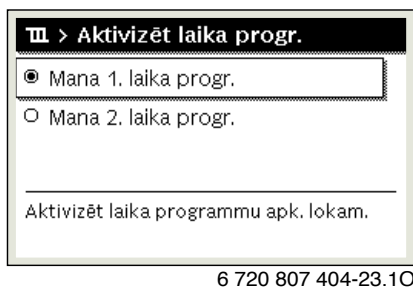 > Aktivizēt laika progr.
Mana 1. laika progr.
Mana 2. laika progr.
Aktivizēt laika programmu apk. lokam.
6 720 807 404-23.1O